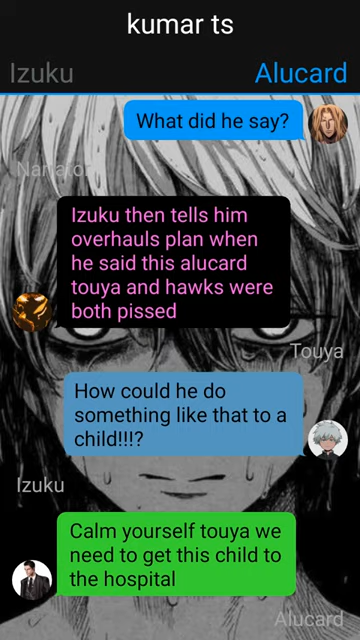 kumar ts
Izuku
Alucard
What did he say?
Narrator
Izuku then tells him
overhauls plan when
he said this alucard
touya and hawks were
both pissed
Touya
How could he do
something like that to a
child!!!?
Izuku
Calm yourself touya we
need to get this child to
the hospital
Alucard